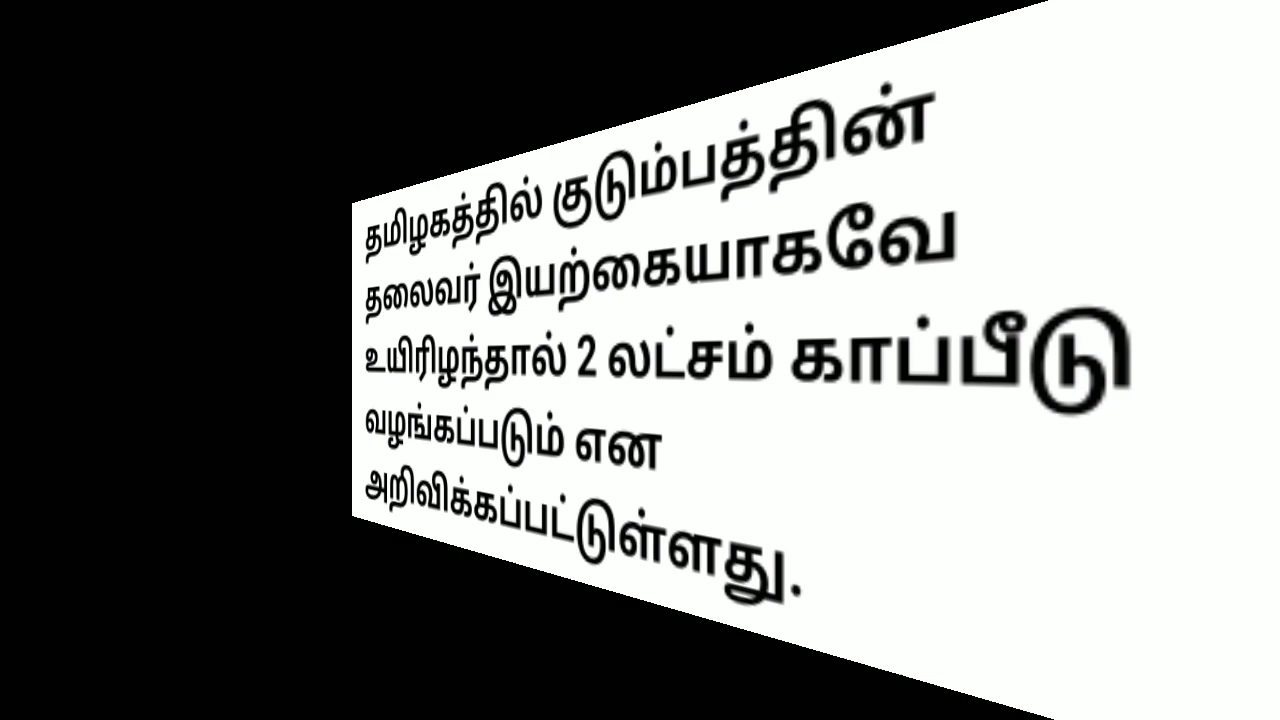 தமிழகத்தில் குடும்பத்தின்
தலைவர் இயற்கையாகவே
உயிரிழந்தால் 2 லட்சம் காப்பீடு
வழங்கப்படும் என
அறிவிக்கப்பட்டுள்ளது.